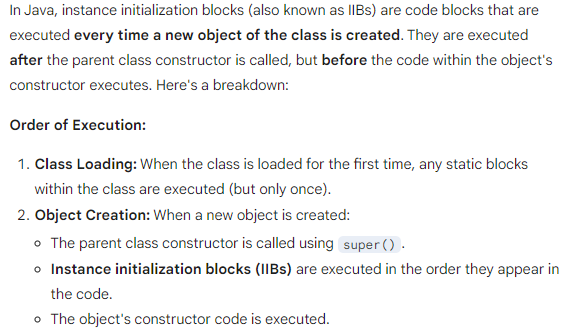 In Java, instance initialization blocks (also known as IIBs) are code blocks that are
executed every time a new object of the class is created. They are executed
after the parent class constructor is called, but before the code within the object's
constructor executes. Here's a breakdown:
Order of Execution:
1. Class Loading: When the class is loaded for the first time, any static blocks
within the class are executed (but only once).
2. Object Creation: When a new object is created:
○ The parent class constructor is called using super().
○ Instance initialization blocks (IIBs) are executed in the order they appear in
the code.
○ The object's constructor code is executed.